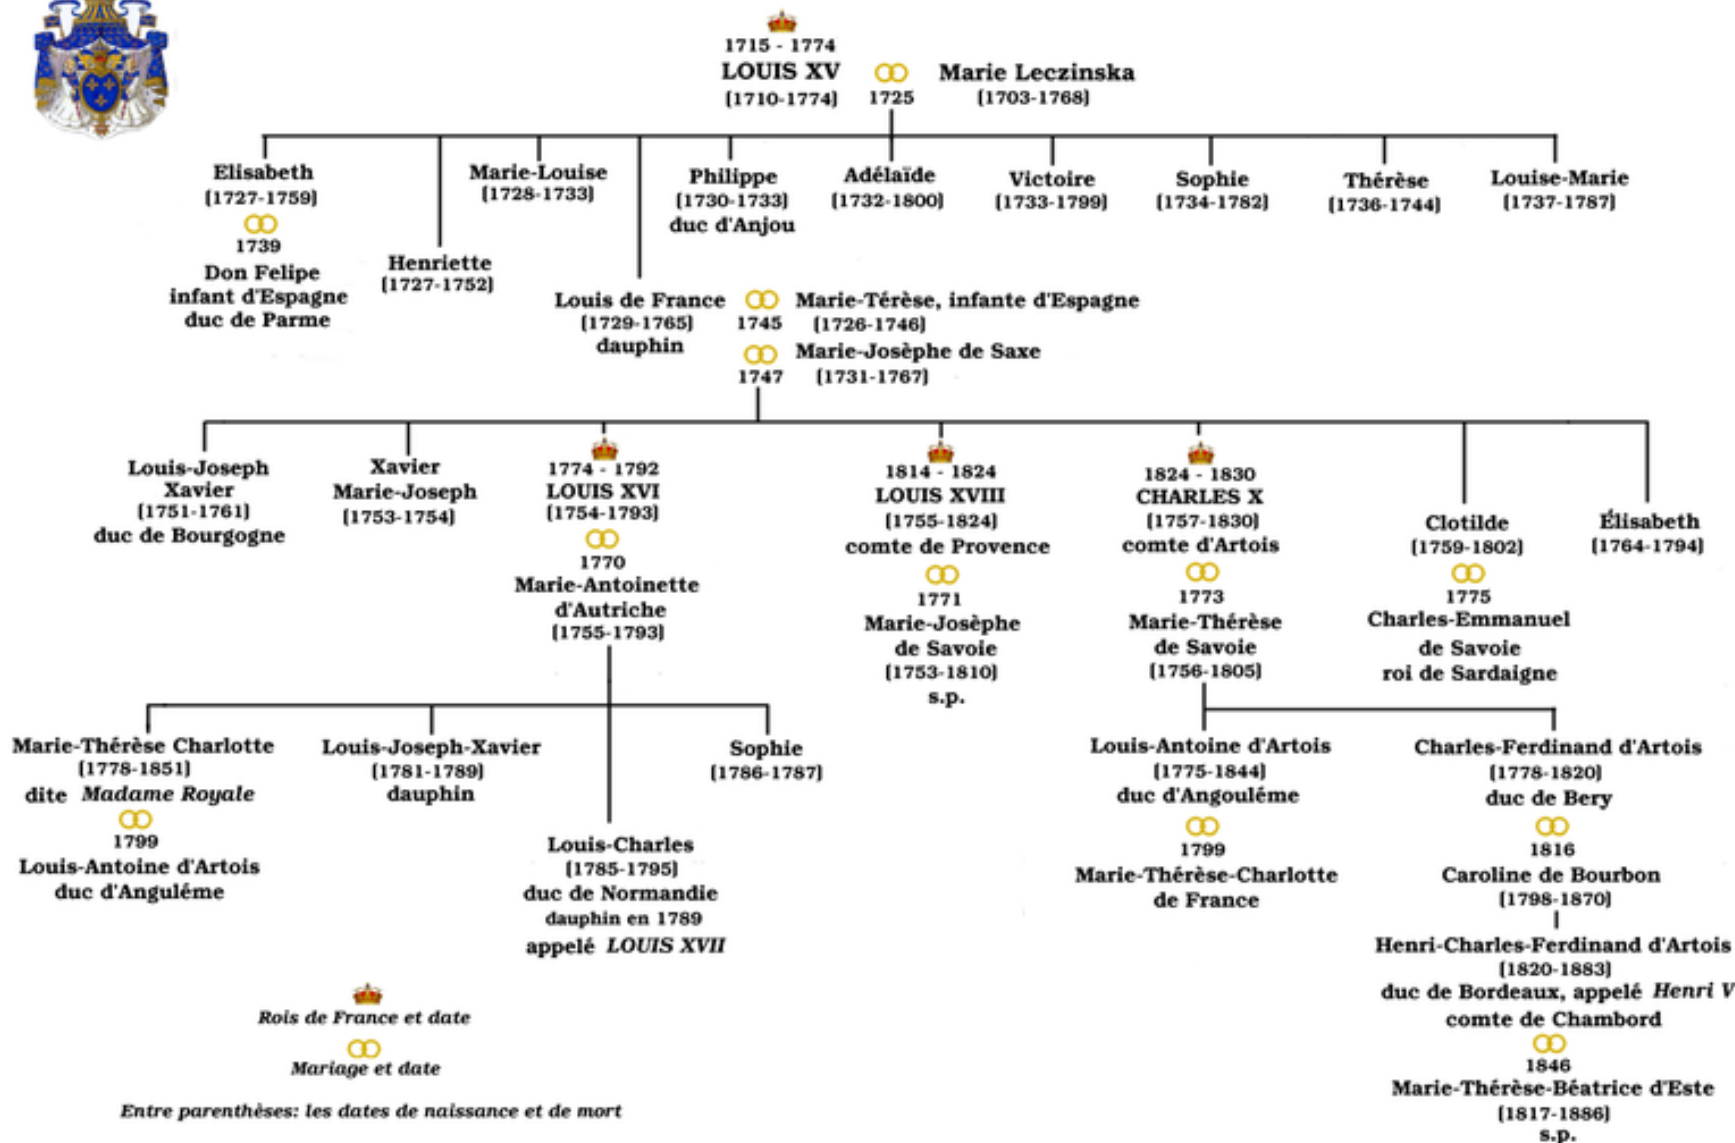 1715 - 1774
LOUIS XV
(1710-1774)
1725
Marie Leczinska
(1703-1768)
Elisabeth
(1727-1759)
1739
Don Felipe
infant d'Espagne
duc de Parme
Henriette
(1727-1752)
Marie-Louise
(1728-1733)
Louis de France
(1729-1765)
dauphin
1745
Marie-Térèse, infante d'Espagne
(1726-1746)
1747
Marie-Josèphe de Saxe
(1731-1767)
Philippe
(1730-1733)
duc d'Anjou
Adélaïde
(1732-1800)
Victoire
(1733-1799)
Sophie
(1734-1782)
Thérèse
(1736-1744)
Louise-Marie
(1737-1787)
Louis-Joseph
Xavier
(1751-1761)
duc de Bourgogne
Xavier
Marie-Joseph
(1753-1754)
1774 - 1792
LOUIS XVI
(1754-1793)
1770
Marie-Antoinette
d'Autriche
(1755-1793)
1814 - 1824
LOUIS XVIII
(1755-1824)
comte de Provence
1771
Marie-Josèphe
de Savoie
(1753-1810)
s.p.
1824 - 1830
CHARLES X
(1757-1830)
comte d'Artois
1773
Marie-Thérèse
de Savoie
(1756-1805)
Clotilde
(1759-1802)
1775
Charles-Emmanuel
de Savoie
roi de Sardaigne
Élisabeth
(1764-1794)
Marie-Thérèse Charlotte
(1778-1851)
dite Madame Royale
1799
Louis-Antoine d'Artois
duc d'Anguléme
Louis-Joseph-Xavier
(1781-1789)
dauphin
Louis-Charles
(1785-1795)
duc de Normandie
dauphin en 1789
appelé LOUIS XVII
Sophie
(1786-1787)
Louis-Antoine d'Artois
(1775-1844)
duc d'Angouléme
1799
Marie-Thérèse-Charlotte
de France
Charles-Ferdinand d'Artois
(1778-1820)
duc de Bery
1816
Caroline de Bourbon
(1798-1870)
Henri-Charles-Ferdinand d'Artois
(1820-1883)
duc de Bordeaux, appelé Henri V
comte de Chambord
1846
Marie-Thérèse-Béatrice d'Este
(1817-1886)
s.p.
Rois de France et date
Mariage et date
Entre parenthèses: les dates de naissance et de mort